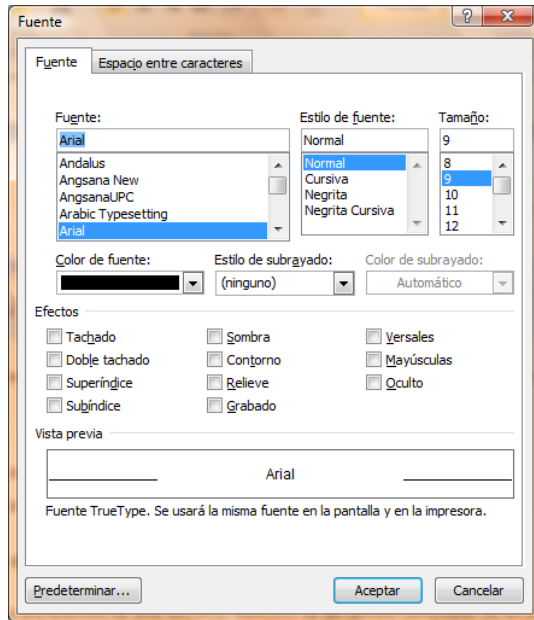 Fuente
Fuente Espacio entre caracteres
Fuente: Estilo de fuente: Tamaño:
Arial Normal 9
Andalus Normal 8
Angsana New Cursiva 9
AngsanaUPC Negrita 10
Arabic Typesetting Negrita Cursiva 11
Arial 12
Color de fuente: Estilo de subrayado: Color de subrayado:
(ninguno) Automático
Efectos
Tachado Sombra Versales
Doble tachado Contorno Mayúsculas
Superíndice Relieve Oculto
Subíndice Grabado
Vista previa
Arial
Fuente TrueType. Se usará la misma fuente en la pantalla y en la impresora.
Predeterminar... Aceptar Cancelar